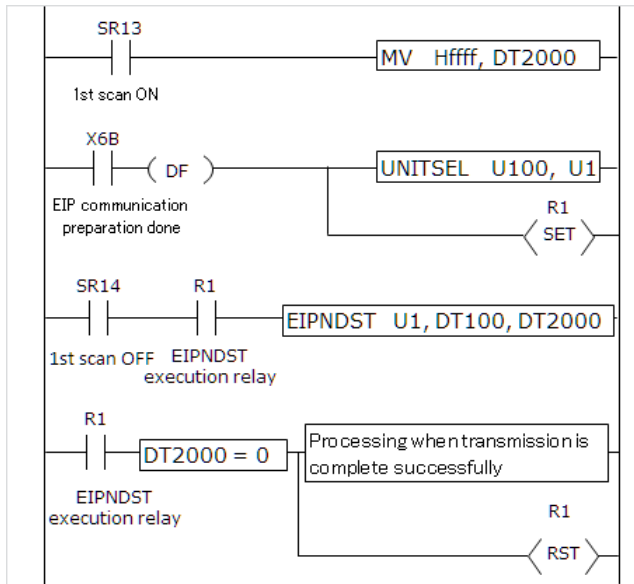 SR13
MV Hffff, DT2000
1st scan ON
X6B
( DF )
UNITSEL U100, U1
EIP communication
preparation done
R1
SET
SR14 R1
EIPNDST U1, DT100, DT2000
1st scan OFF EIPNDST
execution relay
R1
DT2000 = 0
Processing when transmission is
complete successfully
EIPNDST
execution relay
R1
RST